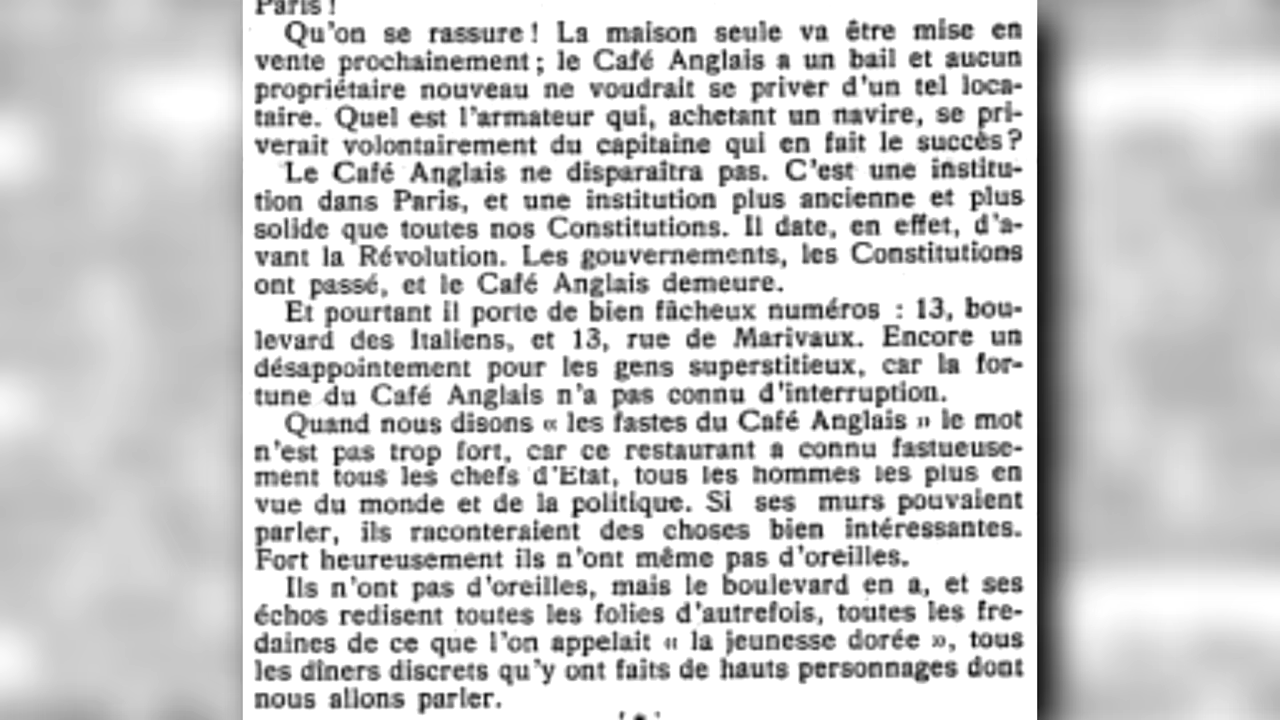 Paris !
Qu'on se rassure ! La maison seule va être mise en
vente prochainement ; le Café Anglais a un bail et aucun
propriétaire nouveau ne voudrait se priver d'un tel loca-
taire. Quel est l'armateur qui, achetant un navire, se pri-
verait volontairement du capitaine qui en fait le succès ?
Le Café Anglais ne disparaîtra pas. C'est une institu-
tion dans Paris, et une institution plus ancienne et plus
solide que toutes nos Constitutions. Il date, en effet, d'a-
vant la Révolution. Les gouvernements, les Constitutions
ont passé, et le Café Anglais demeure.
Et pourtant il porte de bien fâcheux numéros : 13, bou-
levard des Italiens, et 13, rue de Marivaux. Encore un
désappointement pour les gens superstitieux, car la for-
tune du Café Anglais n'a pas connu d'interruption.
Quand nous disons « les fastes du Café Anglais » le mot
n'est pas trop fort, car ce restaurant a connu fastueuse-
ment tous les chefs d'Etat, tous les hommes les plus en
vue du monde et de la politique. Si ses murs pouvaient
parler, ils raconteraient des choses bien intéressantes.
Fort heureusement ils n'ont même pas d'oreilles.
Ils n'ont pas d'oreilles, mais le boulevard en a, et ses
échos redisent toutes les folies d'autrefois, toutes les fre-
daines de ce que l'on appelait « la jeunesse dorée », tous
les dîners discrets qu'y ont faits de hauts personnages dont
nous allons parler.